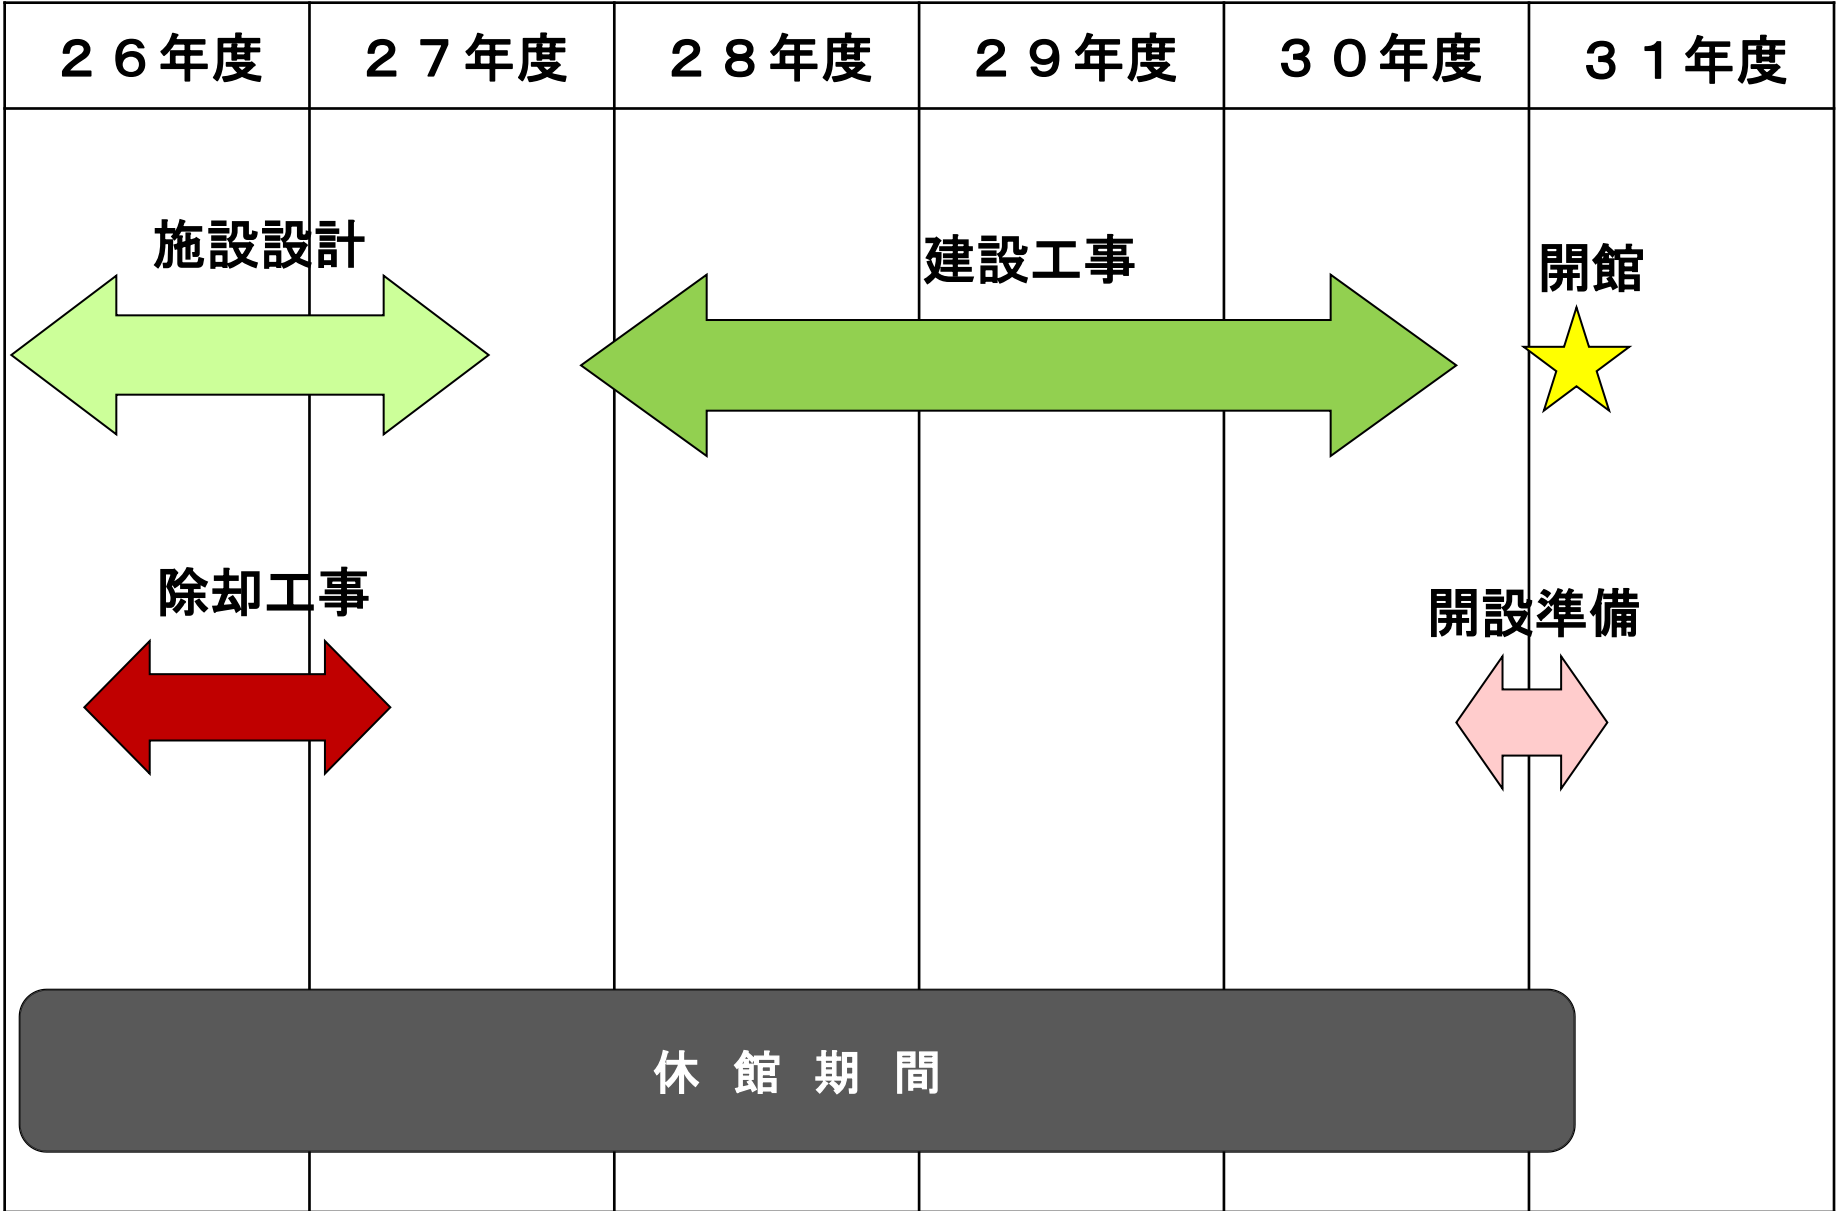 ２６年度 ２７年度 ２８年度 ２９年度 ３０年度 ３１年度
施設設計
建設工事
開館
除却工事
開設準備
休館期間